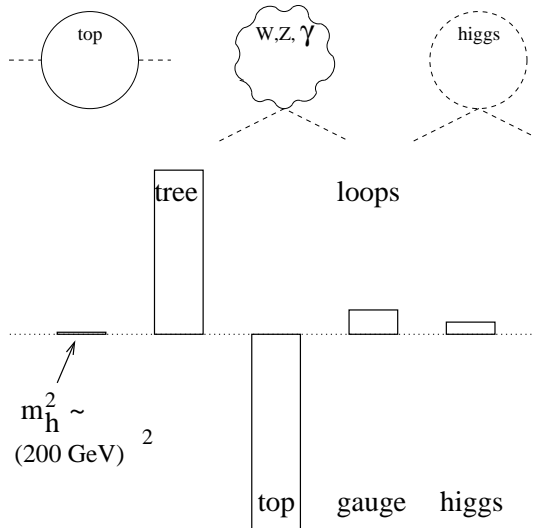 top
W,Z, γ
higgs
tree
loops
m_h^2 ~
(200 GeV)^2
top gauge higgs